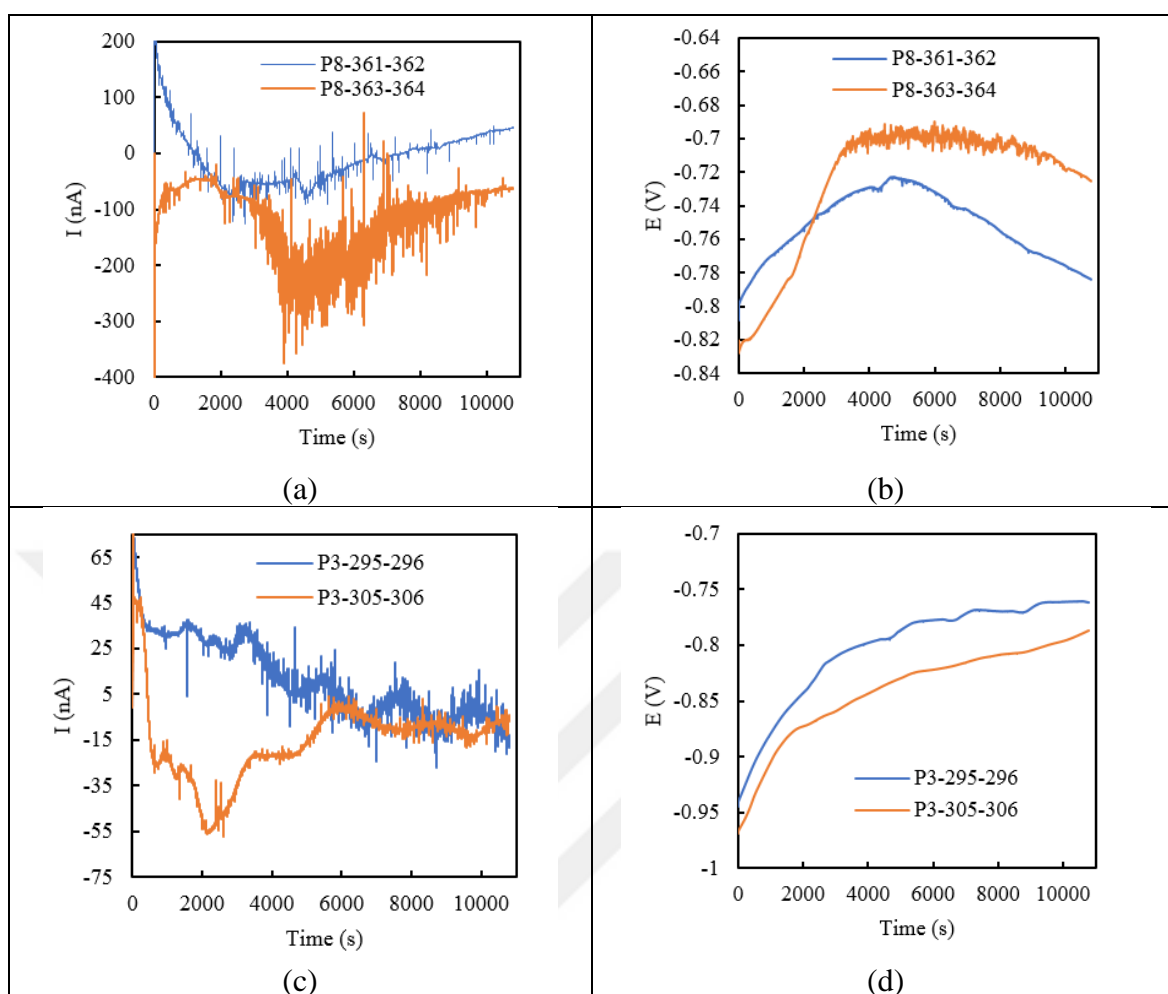 200
100
0
-100
-200
-300
-400
I (nA)
P8-361-362
P8-363-364
0 2000 4000 6000 8000 10000
Time (s)
(a)
-0.64
-0.66
-0.68
-0.7
-0.72
-0.74
-0.76
-0.78
-0.8
-0.82
-0.84
E (V)
P8-361-362
P8-363-364
0 2000 4000 6000 8000 10000
Time (s)
(b)
65
45
25
5
-15
-35
-55
-75
I (nA)
P3-295-296
P3-305-306
0 2000 4000 6000 8000 10000
Time (s)
(c)
-0.7
-0.75
-0.8
-0.85
-0.9
-0.95
-1
E (V)
P3-295-296
P3-305-306
0 2000 4000 6000 8000 10000
Time (s)
(d)